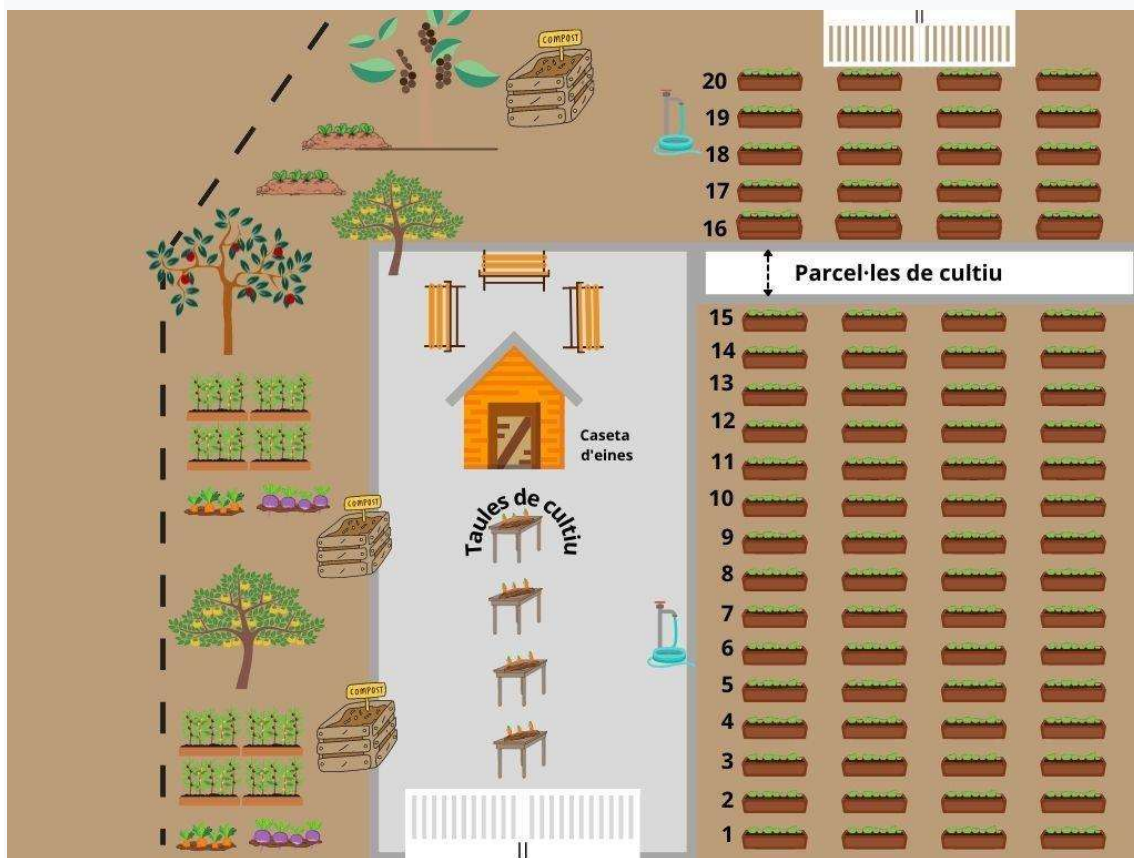 COMPOST
20
19
18
17
16
Parcel·les de cultiu
15
14
13
12
11
10
9
8
7
6
5
4
3
2
1
Caseta
d'eines
Taules de cultiu
COMPOST
COMPOST